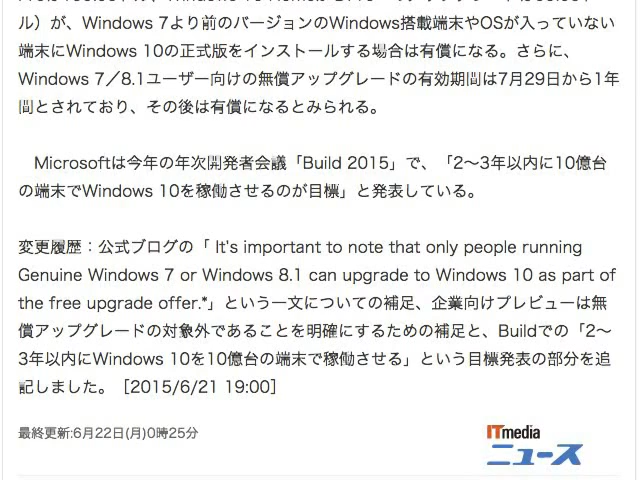 ル）が、Windows 7より前のバージョンのWindows搭載端末やOSが入っていない
端末にWindows 10の正式版をインストールする場合は有償になる。さらに、
Windows 7／8.1ユーザー向けの無償アップグレードの有効期間は7月29日から1年
間とされており、その後は有償になるとみられる。
Microsoftは今年の年次開発者会議「Build 2015」で、「2〜3年以内に10億台
の端末でWindows 10を稼働させるのが目標」と発表している。
変更履歴：公式ブログの「 It's important to note that only people running
Genuine Windows 7 or Windows 8.1 can upgrade to Windows 10 as part of
the free upgrade offer.*」という一文についての補足、企業向けプレビューは無
償アップグレードの対象外であることを明確にするための補足と、Buildでの「2〜
3年以内にWindows 10を10億台の端末で稼働させる」という目標発表の部分を追
記しました。［2015/6/21 19:00］
最終更新:6月22日(月)0時25分
ITmedia
ニュース